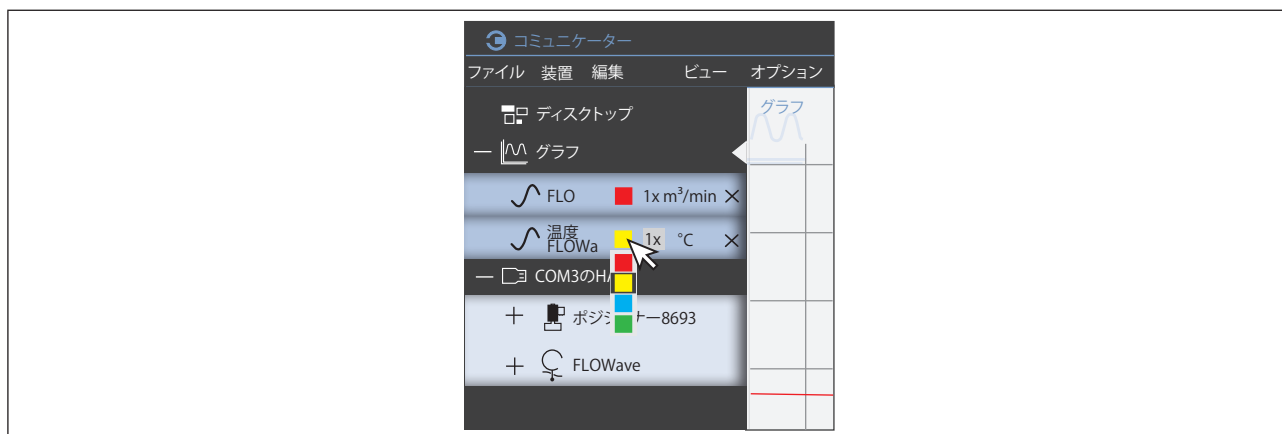 コミュニケーター
ファイル 装置 編集 ビュー オプション
ディスクトップ
グラフ
グラフ
FLO 1x m³/min
温度
FLOWa 1x °C
COM3のHA
ポジシ ナー8693
FLOWave